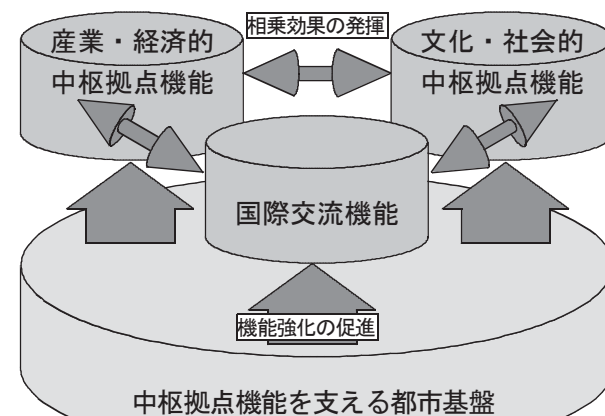 相乗効果の発揮
産業・経済的
中枢拠点機能
文化・社会的
中枢拠点機能
国際交流機能
機能強化の促進
中枢拠点機能を支える都市基盤